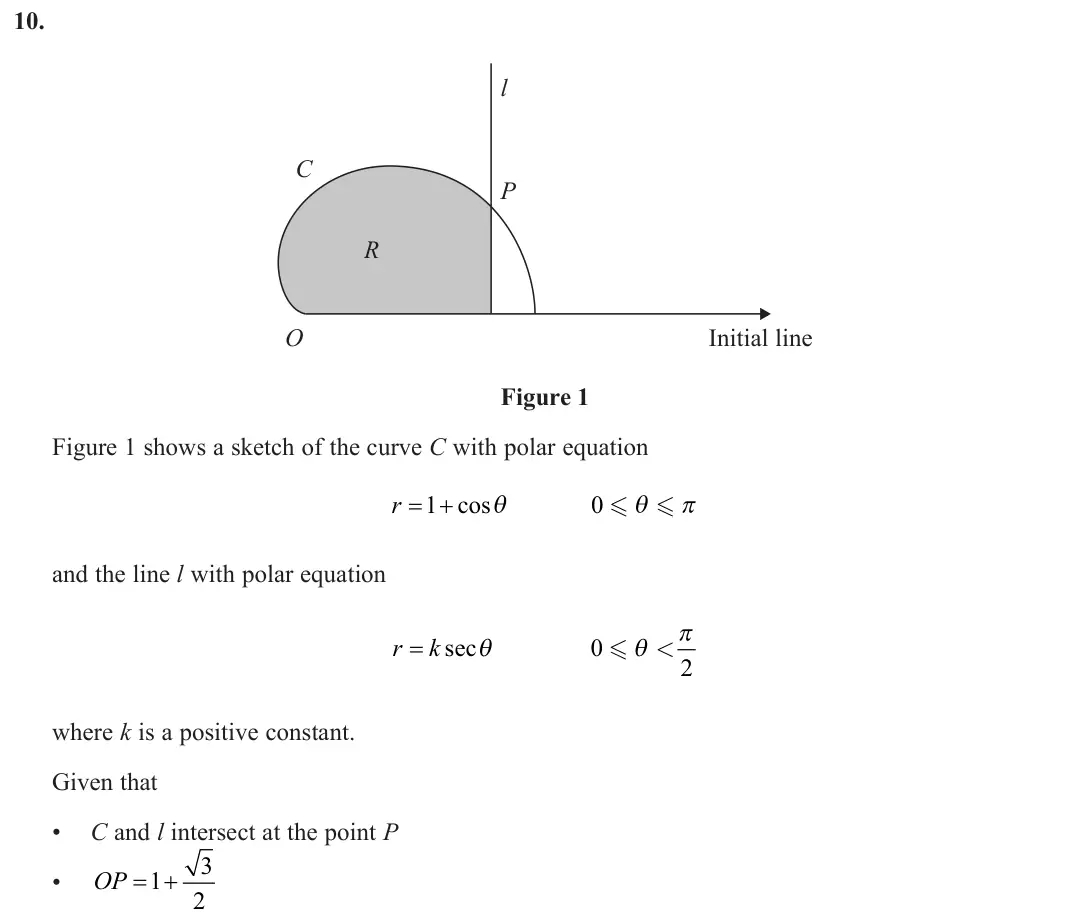 10.
l
C
P
R
O
Initial line
Figure 1
Figure 1 shows a sketch of the curve C with polar equation
r = 1 + cos θ 0 ⩽ θ ⩽ π
and the line l with polar equation
r = k sec θ 0 ⩽ θ < π/2
where k is a positive constant.
Given that
• C and l intersect at the point P
• OP = 1 + √3/2